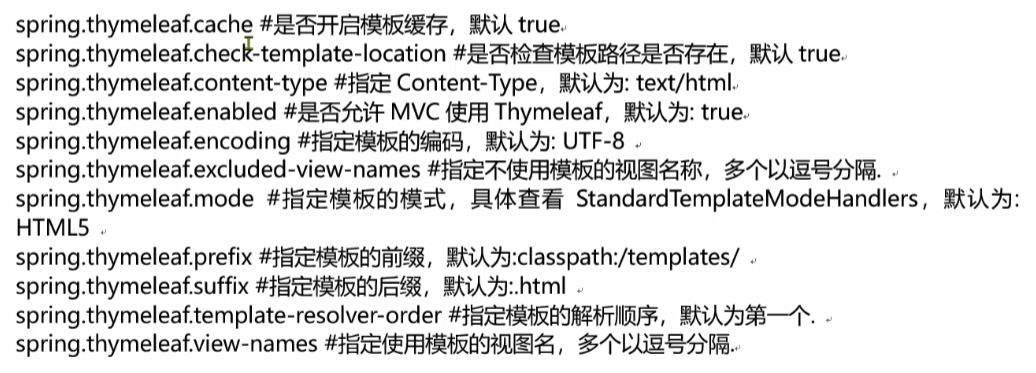 spring.thymeleaf.cache #是否开启模板缓存，默认 true
spring.thymeleaf.check-template-location #是否检查模板路径是否存在，默认 true
spring.thymeleaf.content-type #指定 Content-Type，默认为: text/html
spring.thymeleaf.enabled #是否允许 MVC 使用 Thymeleaf，默认为: true
spring.thymeleaf.encoding #指定模板的编码，默认为: UTF-8
spring.thymeleaf.excluded-view-names #指定不使用模板的视图名称，多个以逗号分隔.
spring.thymeleaf.mode #指定模板的模式，具体查看 StandardTemplateModeHandlers，默认为:
HTML5
spring.thymeleaf.prefix #指定模板的前缀，默认为:classpath:/templates/
spring.thymeleaf.suffix #指定模板的后缀，默认为:.html
spring.thymeleaf.template-resolver-order #指定模板的解析顺序，默认为第一个.
spring.thymeleaf.view-names #指定使用模板的视图名，多个以逗号分隔.